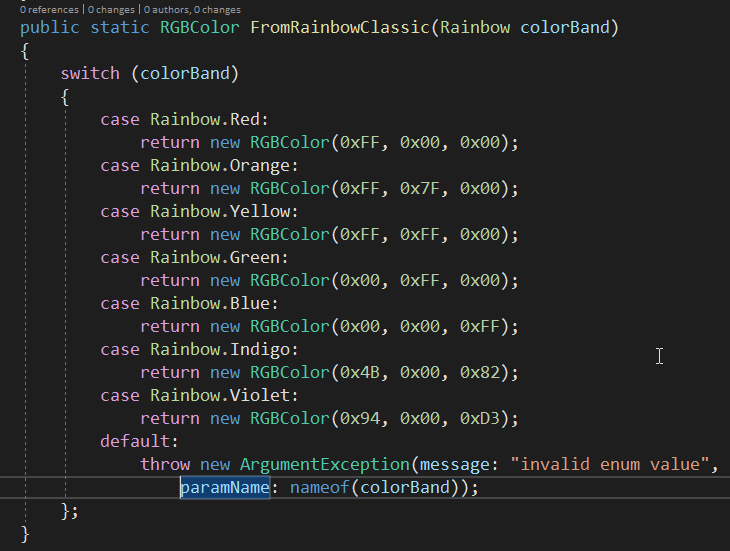 0 references | 0 changes | 0 authors, 0 changes
public static RGBColor FromRainbowClassic(Rainbow colorBand)
{
    switch (colorBand)
    {
        case Rainbow.Red:
            return new RGBColor(0xFF, 0x00, 0x00);
        case Rainbow.Orange:
            return new RGBColor(0xFF, 0x7F, 0x00);
        case Rainbow.Yellow:
            return new RGBColor(0xFF, 0xFF, 0x00);
        case Rainbow.Green:
            return new RGBColor(0x00, 0xFF, 0x00);
        case Rainbow.Blue:
            return new RGBColor(0x00, 0x00, 0xFF);
        case Rainbow.Indigo:
            return new RGBColor(0x4B, 0x00, 0x82);
        case Rainbow.Violet:
            return new RGBColor(0x94, 0x00, 0xD3);
        default:
            throw new ArgumentException(message: "invalid enum value",
                paramName: nameof(colorBand));
    };
}